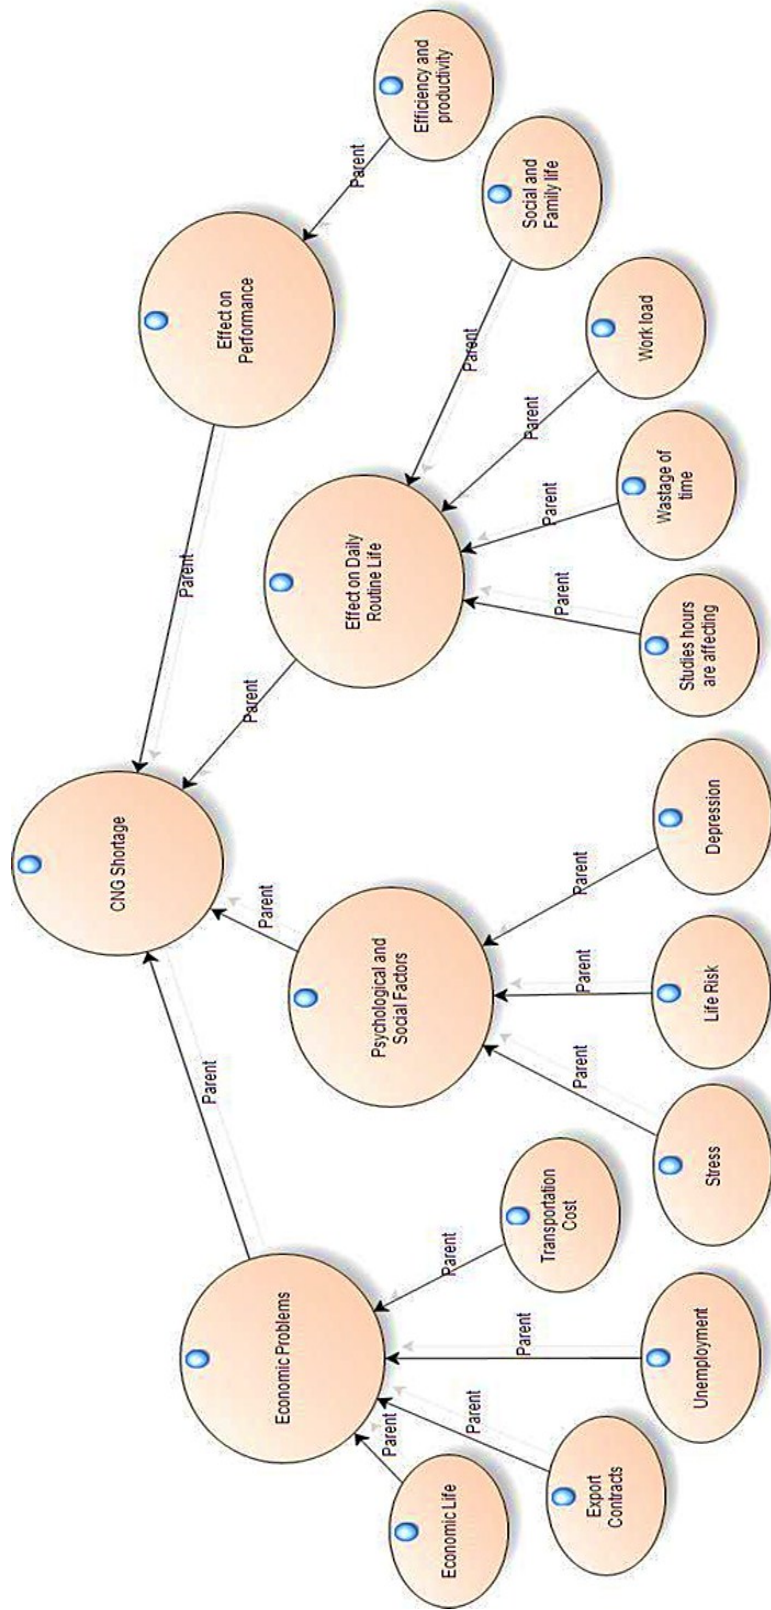 CNG Shortage
Parent
Parent
Parent
Parent
Economic Problems
Psychological and
Social Factors
Effect on Daily
Routine Life
Effect on
Performance
Parent
Parent
Parent
Parent
Parent
Parent
Parent
Parent
Parent
Parent
Parent
Parent
Economic Life
Export
Contracts
Unemployment
Transportation
Cost
Stress
Life Risk
Depression
Studies hours
are affecting
Wastage of
time
Work load
Social and
Family life
Efficiency and
productivity